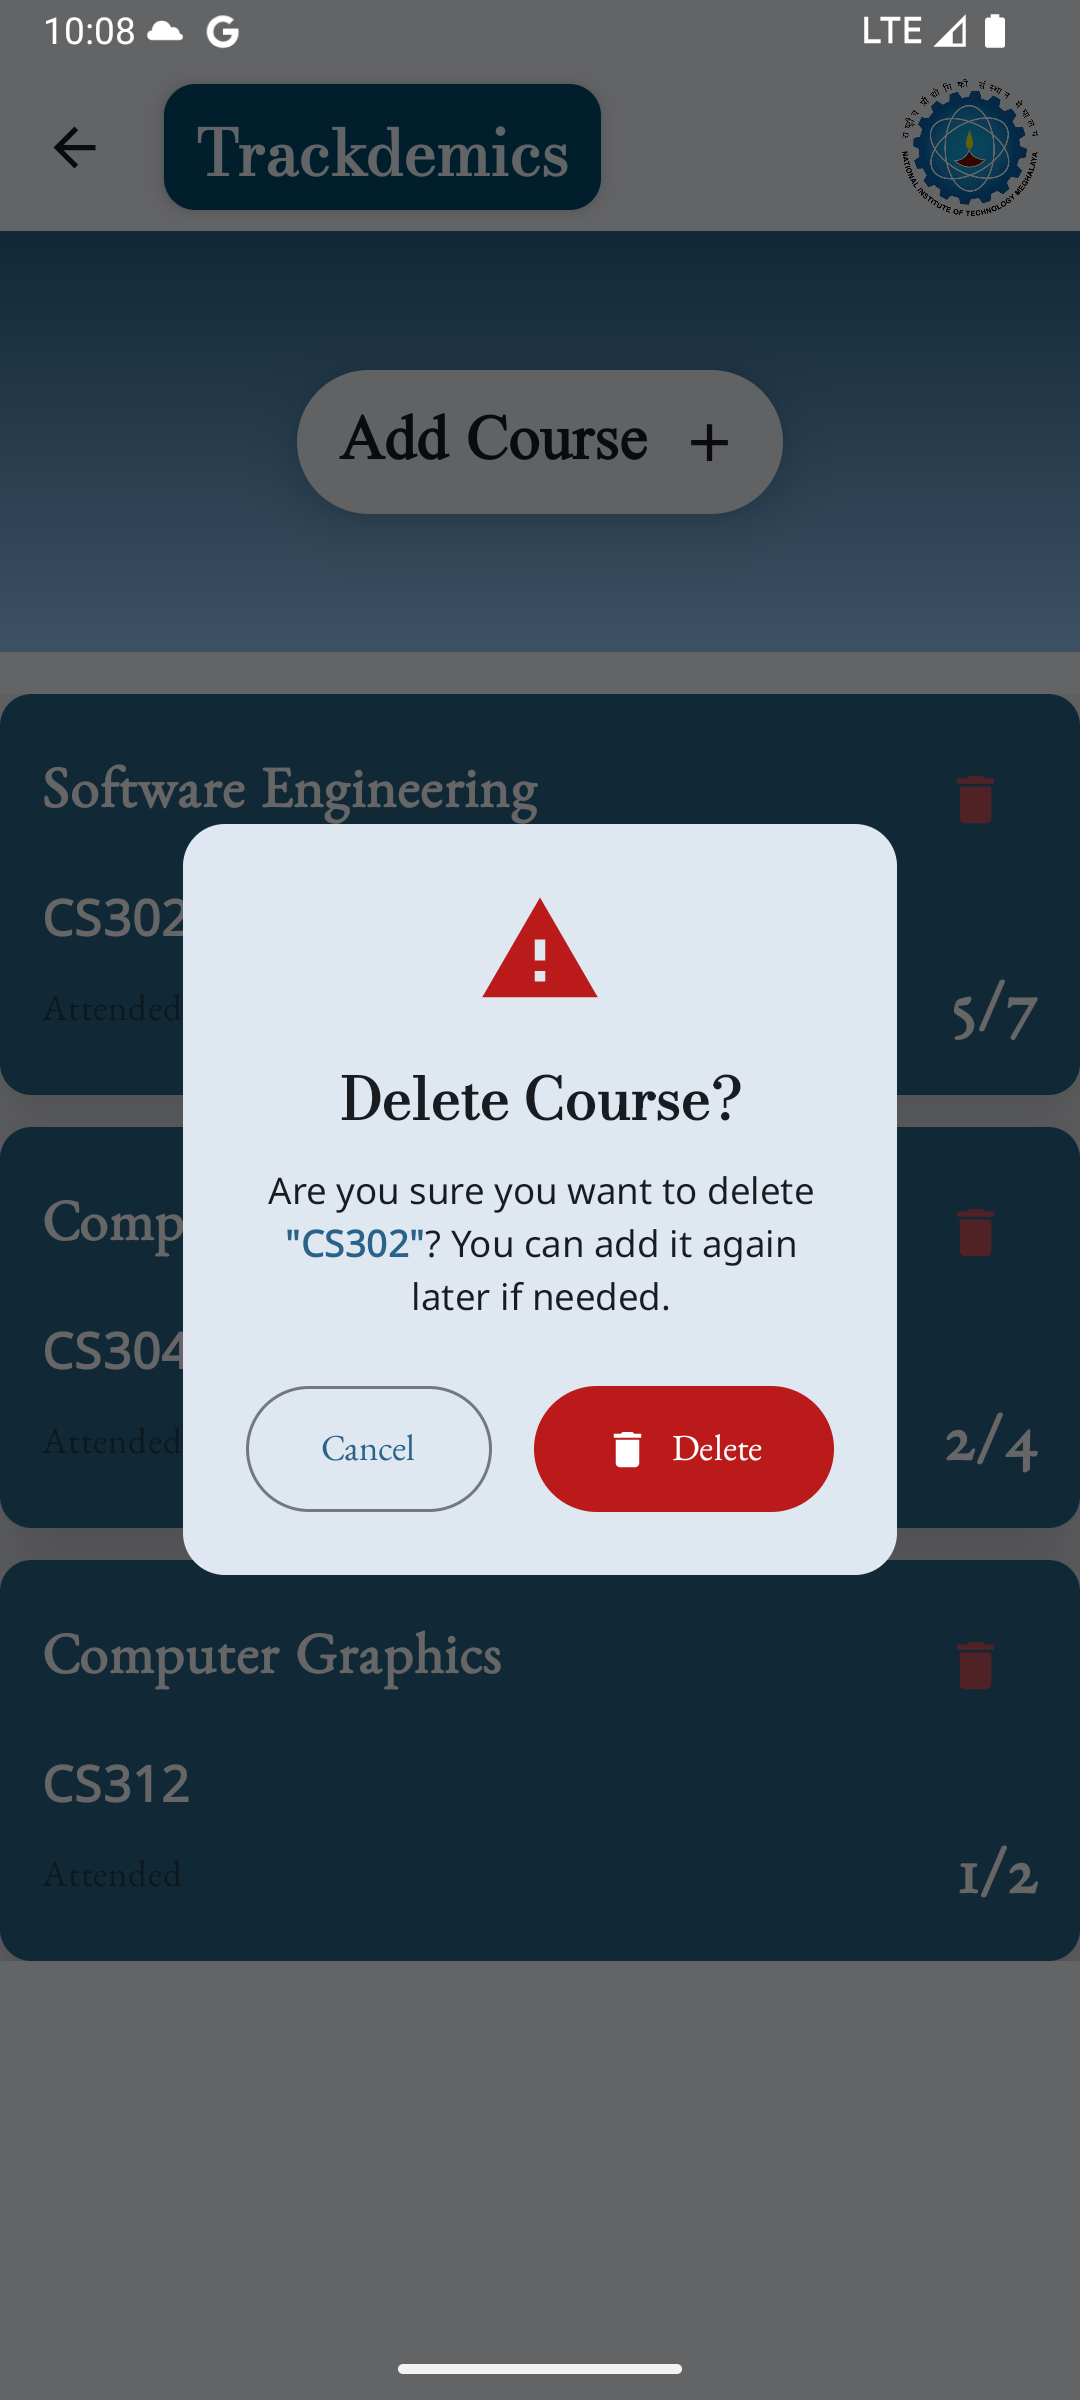 10:08
LTE
Trackdemics
राष्ट्रीय प्रौद्योगिकी संस्थान मेघालय
NATIONAL INSTITUTE OF TECHNOLOGY MEGHALAYA
Add Course +
Software Engineering
CS302
Attended
5/7
Delete Course?
Are you sure you want to delete
"CS302"? You can add it again
later if needed.
Cancel
Delete
Comp
CS304
Attended
2/4
Computer Graphics
CS312
Attended
1/2